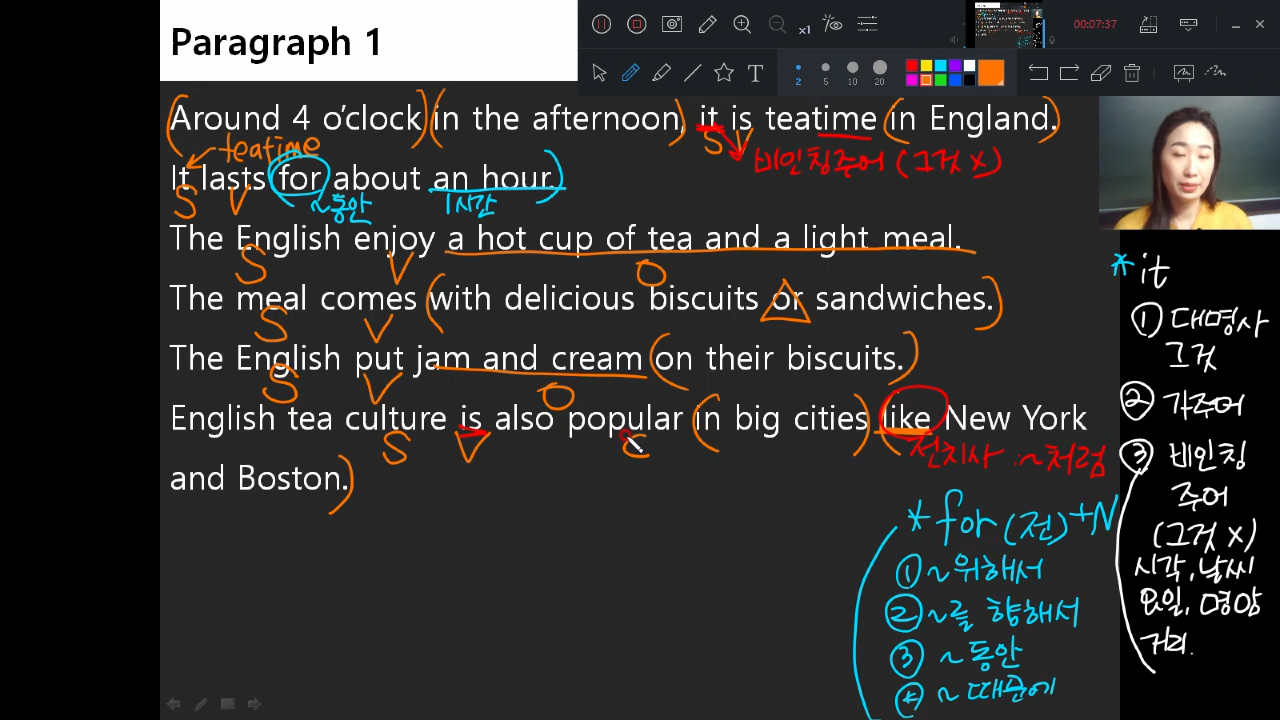 Paragraph 1
x1
00:07:37
2 5 10 20
T
Around 4 o'clock in the afternoon, it is teatime in England.
S V
teatime
비인칭주어 (그것 X)
It lasts for about an hour.
S V ~동안 1시간
The English enjoy a hot cup of tea and a light meal.
S V O
The meal comes with delicious biscuits or sandwiches.
S V
The English put jam and cream on their biscuits.
S V O
English tea culture is also popular in big cities like New York
S V C 전치사 : ~처럼
and Boston.
* for (전) +N
① ~위해서
② ~를 향해서
③ ~동안
④ ~때문에
* it
① 대명사
그것
② 가주어
③ 비인칭
주어
(그것 X)
시각, 날씨
요일, 명암
거리.